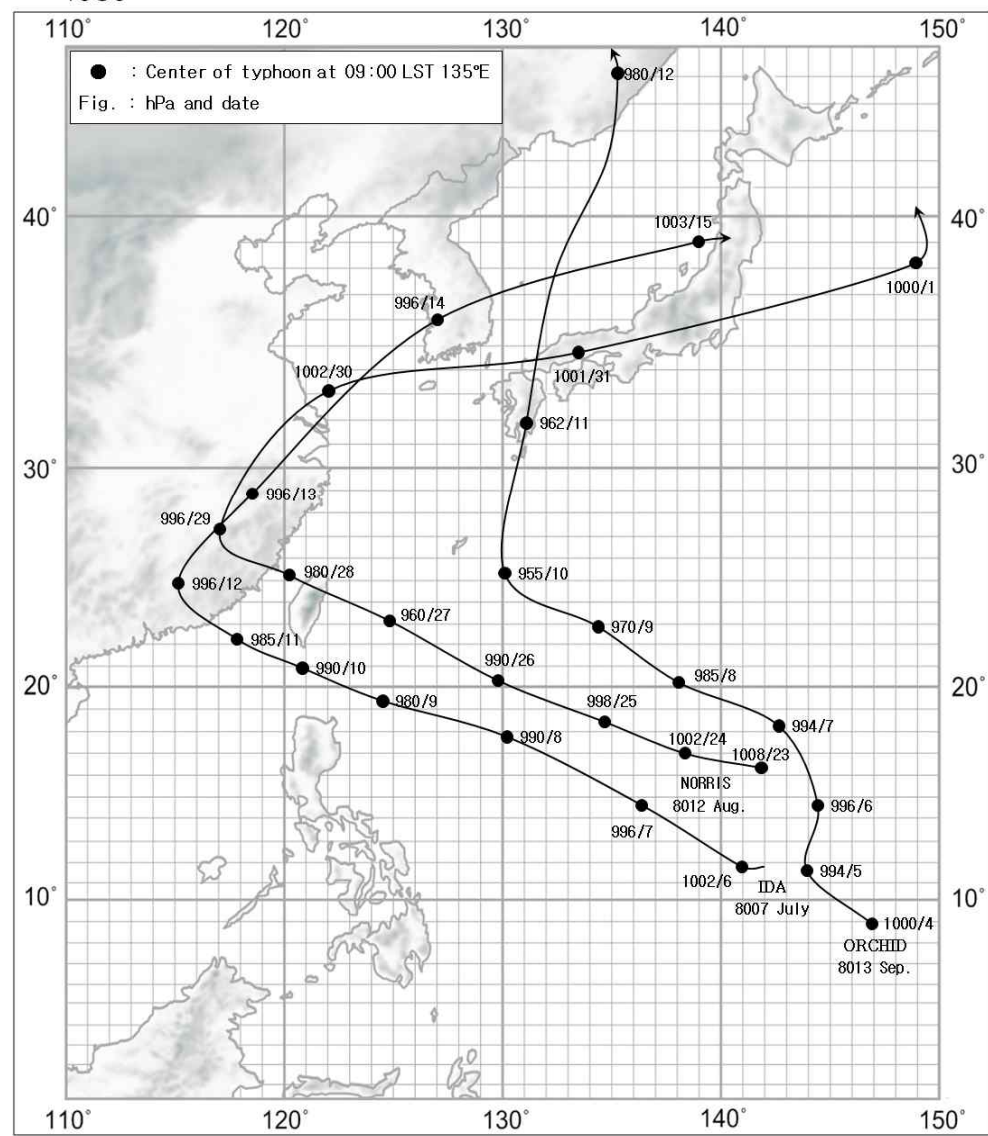 110° 120° 130° 140° 150°
● : Center of typhoon at 09:00 LST 135°E
Fig. : hPa and date
980/12
40° 1003/15 40°
996/14
1000/1
1002/30
1001/31
962/11
30° 30°
996/13
996/29
980/28
955/10
996/12
960/27
970/9
985/11
990/26
990/10
985/8
20° 20°
980/9
998/25
994/7
990/8
1002/24
1008/23
NORRIS
8012 Aug.
996/6
996/7
994/5
1002/6
IDA
8007 July
10° 10°
1000/4
ORCHID
8013 Sep.
110° 120° 130° 140° 150°